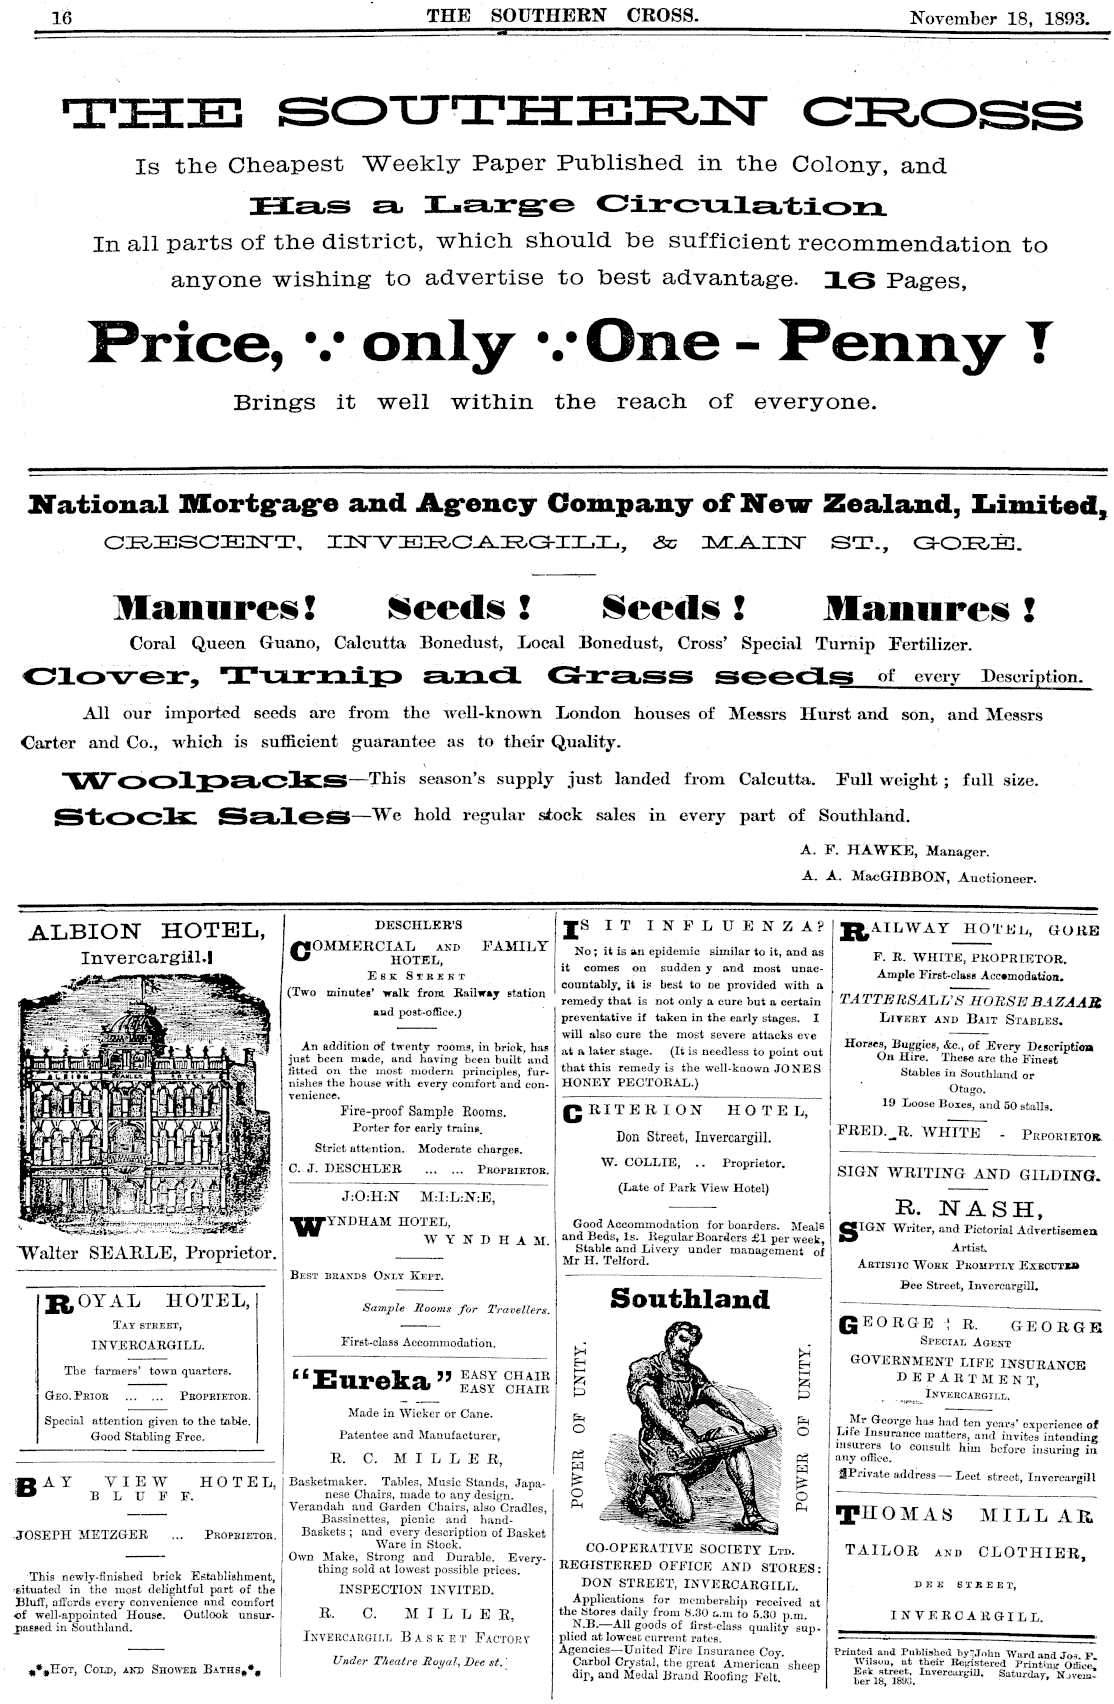 16
THE SOUTHERN CROSS.
November 18, 1893.
THE SOUTHERN CROSS
Is the Cheapest Weekly Paper Published in the Colony, and
Has a Large Circulation
In all parts of the district, which should be sufficient recommendation to
anyone wishing to advertise to best advantage. 16 Pages,
Price, only One - Penny !
Brings it well within the reach of everyone.
National Mortgage and Agency Company of New Zealand, Limited,
CRESCENT, INVERCARGILL, & MAIN ST., GORE.
Manures! Seeds ! Seeds ! Manures !
Coral Queen Guano, Calcutta Bonedust, Local Bonedust, Cross' Special Turnip Fertilizer.
Clover, Turnip and Grass seeds of every Description.
All our imported seeds are from the well-known London houses of Messrs Hurst and son, and Messrs
Carter and Co., which is sufficient guarantee as to their Quality.
Woolpacks—This season's supply just landed from Calcutta. Full weight ; full size.
Stock Sales—We hold regular stock sales in every part of Southland.
A. F. HAWKE, Manager.
A. A. MacGIBBON, Auctioneer.
ALBION HOTEL,
Invercargill.
Walter SEARLE, Proprietor.
ROYAL HOTEL,
TAY STREET,
INVERCARGILL.
The farmers' town quarters.
GEO. PRIOR ... ... PROPRIETOR.
Special attention given to the table.
Good Stabling Free.
BAY VIEW HOTEL,
BLUFF.
JOSEPH METZGER ... PROPRIETOR.
This newly-finished brick Establishment,
situated in the most delightful part of the
Bluff, affords every convenience and comfort
of well-appointed House. Outlook unsur-
passed in Southland.
*** HOT, COLD, AND SHOWER BATHS. ***
DESCHLER'S
COMMERCIAL AND FAMILY
HOTEL,
ESK STREET
(Two minutes' walk from Railway station
and post-office.)
An addition of twenty rooms, in brick, has
just been made, and having been built and
fitted on the most modern principles, fur-
nishes the house with every comfort and con-
venience.
Fire-proof Sample Rooms.
Porter for early trains.
Strict attention. Moderate charges.
C. J. DESCHLER ... ... PROPRIETOR.
J:O:H:N M:I:L:N:E,
WYNDHAM HOTEL,
WYNDHAM.
BEST BRANDS ONLY KEPT.
Sample Rooms for Travellers.
First-class Accommodation.
"Eureka" EASY CHAIR
EASY CHAIR
Made in Wicker or Cane.
Patentee and Manufacturer,
R. C. MILLER,
Basketmaker. Tables, Music Stands, Japa-
nese Chairs, made to any design.
Verandah and Garden Chairs, also Cradles,
Bassinettes, picnic and hand-
Baskets ; and every description of Basket
Ware in Stock.
Own Make, Strong and Durable. Every-
thing sold at lowest possible prices.
INSPECTION INVITED.
R. C. MILLER,
INVERCARGILL BASKET FACTORY
Under Theatre Royal, Dee st.
IS IT INFLUENZA?
No ; it is an epidemic similar to it, and as
it comes on sudden y and most unac-
countably, it is best to be provided with a
remedy that is not only a cure but a certain
preventative if taken in the early stages. I
will also cure the most severe attacks eve
at a later stage. (It is needless to point out
that this remedy is the well-known JONES
HONEY PECTORAL.)
CRITERION HOTEL,
Don Street, Invercargill.
W. COLLIE, .. Proprietor.
(Late of Park View Hotel)
Good Accommodation for boarders. Meals
and Beds, 1s. Regular Boarders £1 per week,
Stable and Livery under management of
Mr H. Telford.
Southland
POWER OF UNITY.
POWER OF UNITY.
CO-OPERATIVE SOCIETY LTD.
REGISTERED OFFICE AND STORES:
DON STREET, INVERCARGILL.
Applications for membership received at
the Stores daily from 8.30 a.m to 5.30 p.m.
N.B.—All goods of first-class quality sup-
plied at lowest current rates.
Agencies—United Fire Insurance Coy.
Carbol Crystal, the great American sheep
dip, and Medal Brand Roofing Felt.
RAILWAY HOTEL, GORE
F. R. WHITE, PROPRIETOR.
Ample First-class Accomodation.
TATTERSALL'S HORSE BAZAAR
LIVERY AND BAIT STABLES.
Horses, Buggies, &c., of Every Description
On Hire. These are the Finest
Stables in Southland or
Otago.
19 Loose Boxes, and 50 stalls.
FRED. R. WHITE - PRPORIETOR
SIGN WRITING AND GILDING.
R. NASH,
SIGN Writer, and Pictorial Advertisemen
Artist.
ARTISTIC WORK PROMPTLY EXECUTED
Dee Street, Invercargill.
GEORGE R. GEORGE
SPECIAL AGENT
GOVERNMENT LIFE INSURANCE
DEPARTMENT,
INVERCARGILL.
Mr George has had ten years' experience of
Life Insurance matters, and invites intending
insurers to consult him before insuring in
any office.
Private address — Leet street, Invercargill
THOMAS MILLAR
TAILOR AND CLOTHIER,
DEE STREET,
INVERCARGILL.
Printed and Published by John Ward and Jos. F.
Wilson, at their Registered Printing Office,
Esk street, Invercargill. Saturday, Novem-
ber 18, 1893.